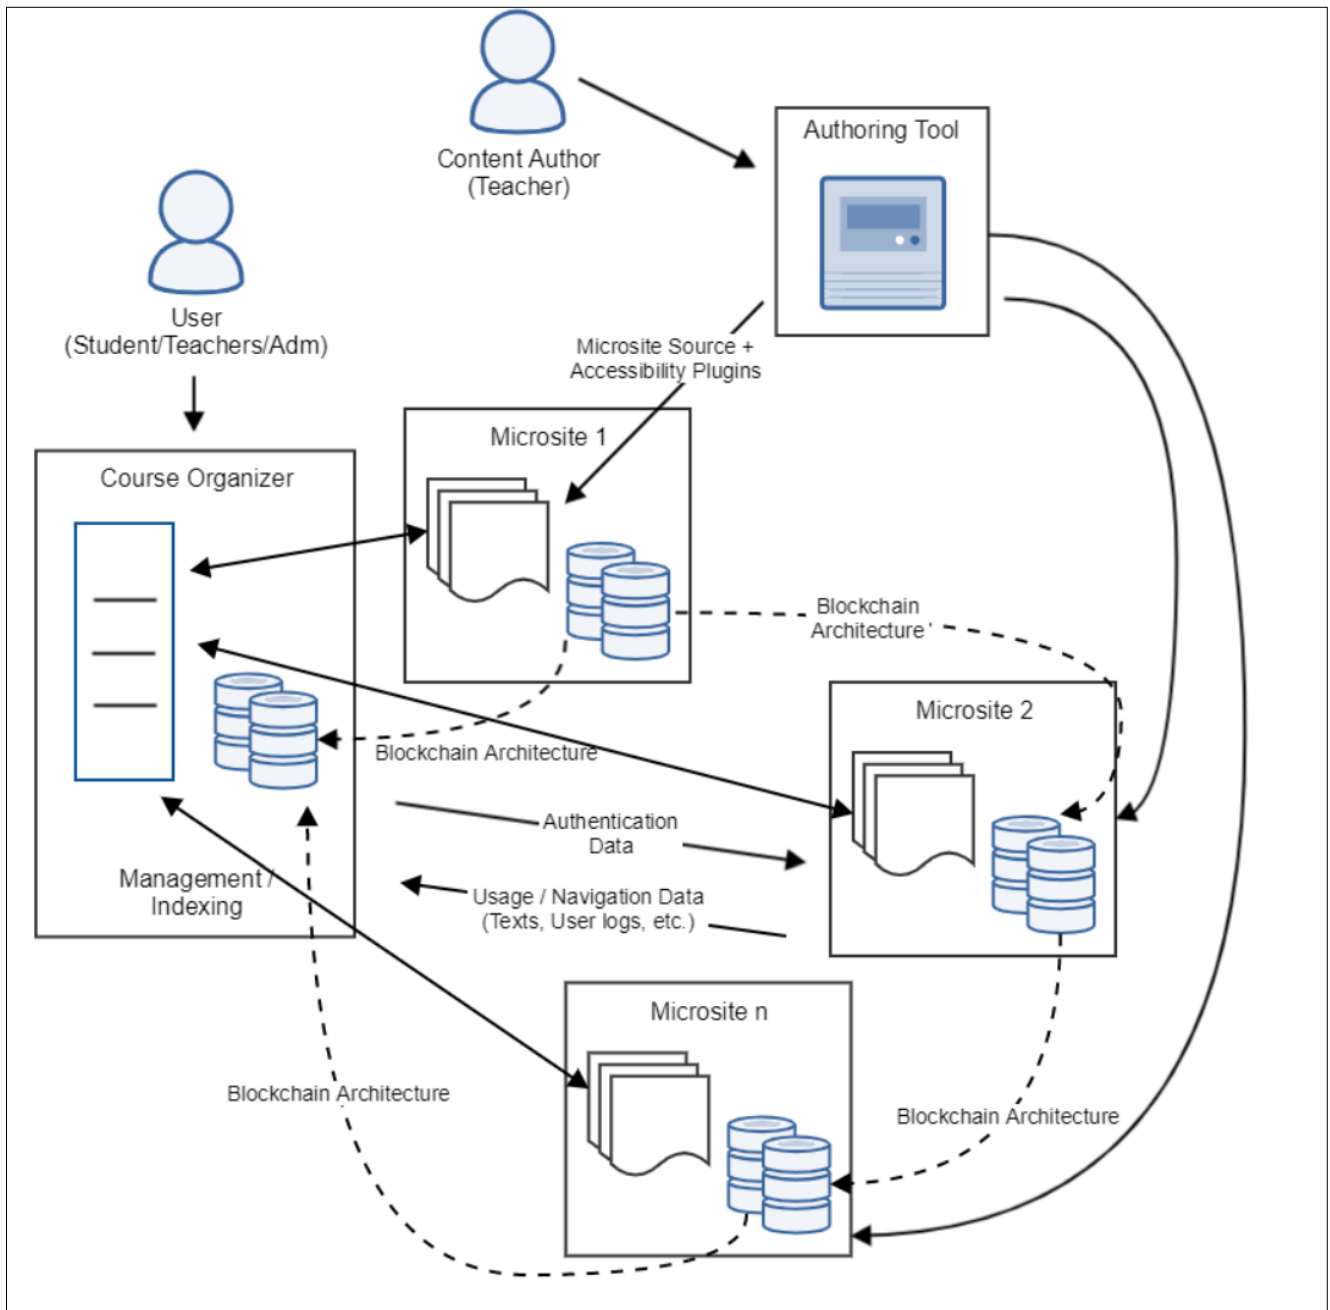 Content Author
(Teacher)
Authoring Tool
User
(Student/Teachers/Adm)
Microsite Source +
Accessibility Plugins
Microsite 1
Course Organizer
Blockchain
Architecture
Microsite 2
Blockchain Architecture
Authentication
Data
Management /
Indexing
Usage / Navigation Data
(Texts, User logs, etc.)
Microsite n
Blockchain Architecture
Blockchain Architecture